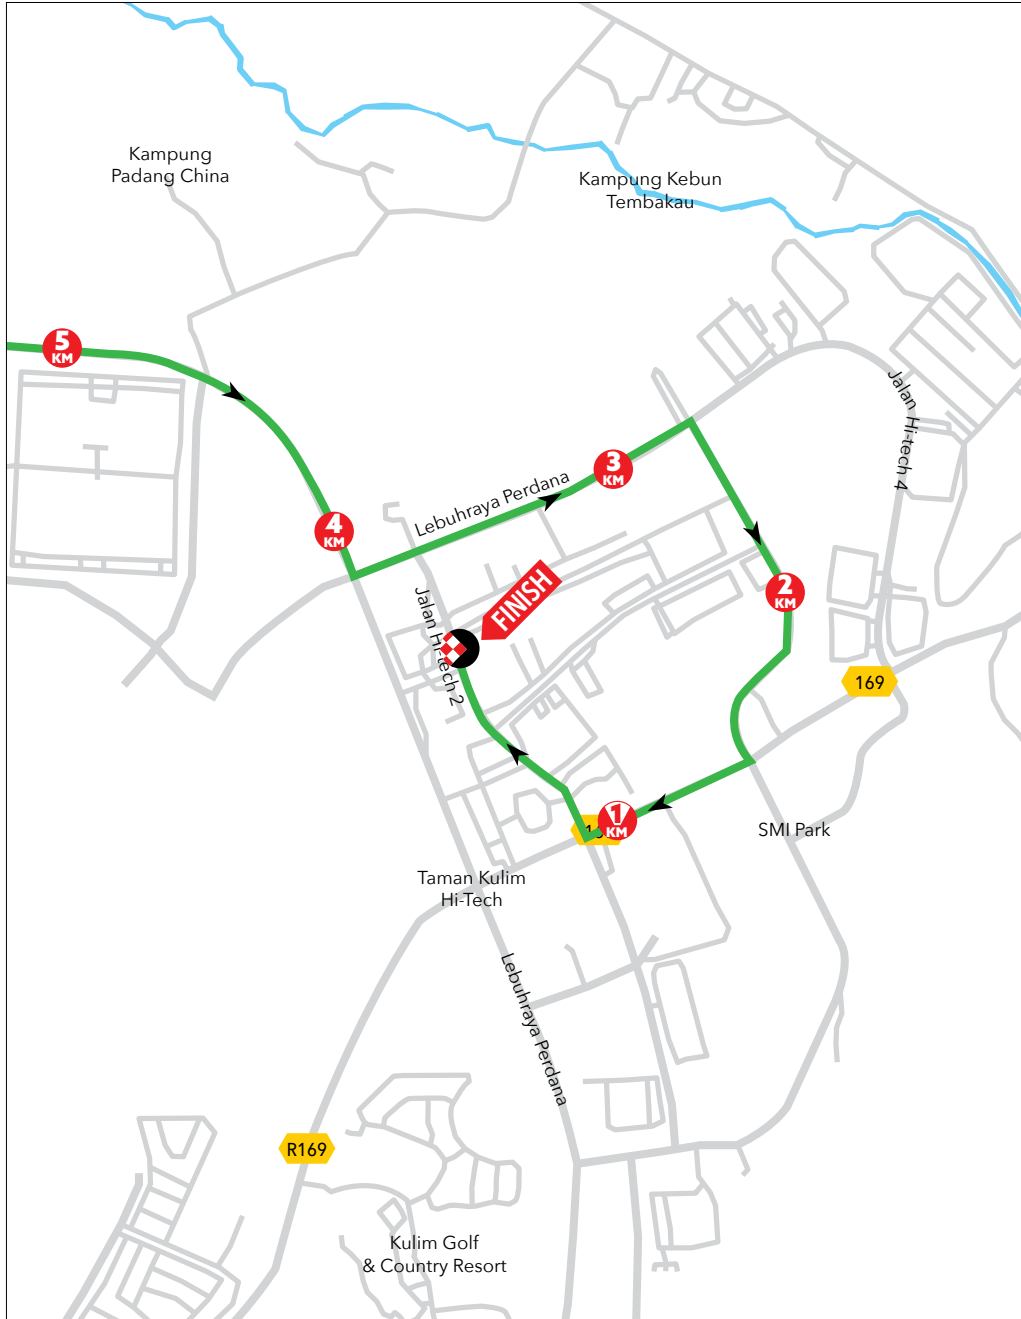 Kampung
Padang China
Kampung Kebun
Tembakau
5
KM
Jalan Hi-tech 4
3
KM
Lebuhraya Perdana
4
KM
FINISH
2
KM
Jalan Hi-tech 2
169
1
KM
SMI Park
Taman Kulim
Hi-Tech
Lebuhraya Perdana
R169
Kulim Golf
& Country Resort